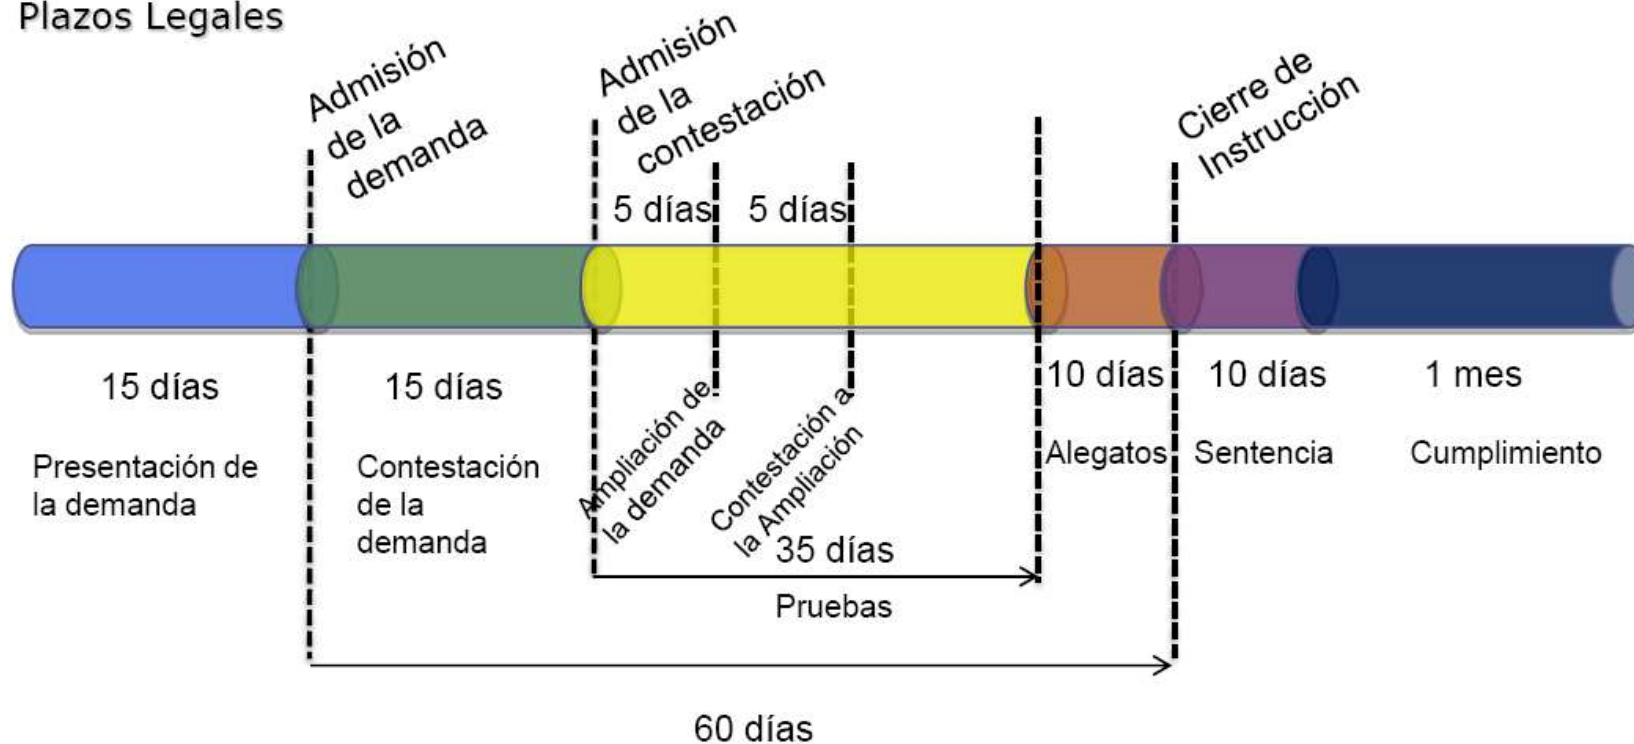 Plazos Legales
Admisión
de la
demanda
Admisión
de la
contestación
Cierre de
Instrucción
5 días
5 días
15 días
15 días
10 días
10 días
1 mes
Presentación de
la demanda
Contestación
de la
demanda
Ampliación de
la demanda
Contestación a
la Ampliación
Alegatos
Sentencia
Cumplimiento
35 días
Pruebas
60 días